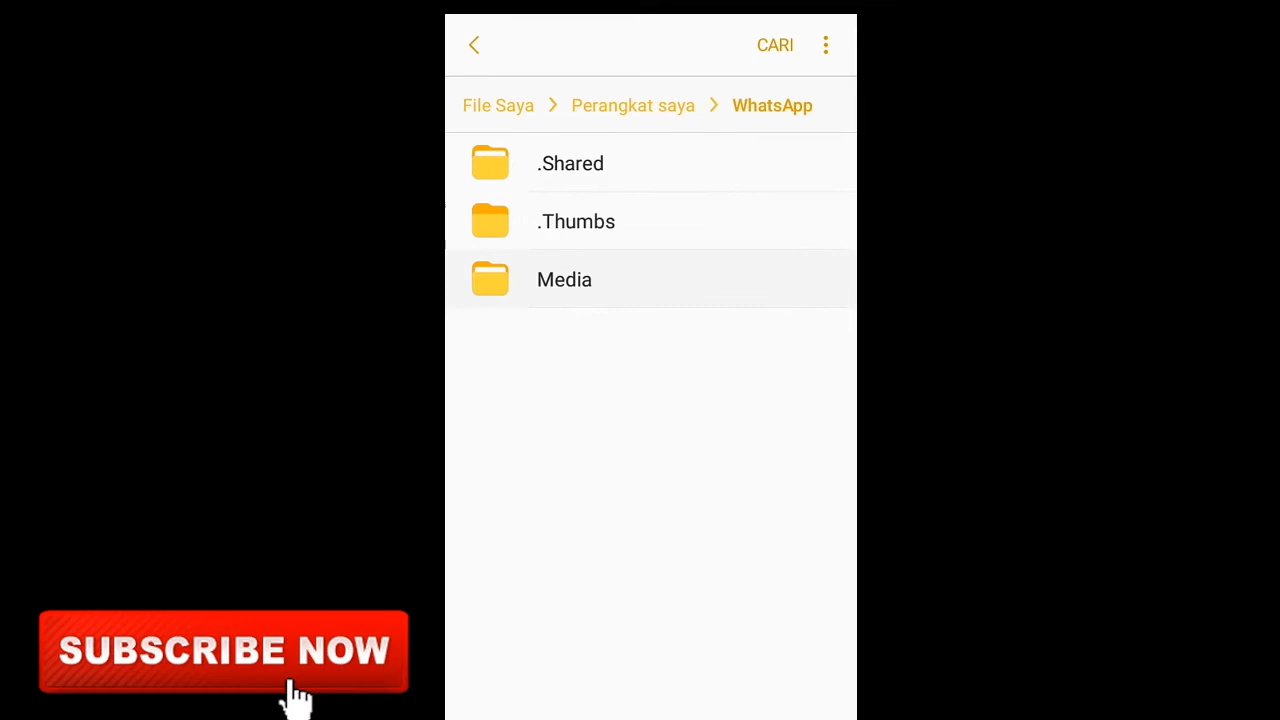 CARI
File Saya > Perangkat saya > WhatsApp
.Shared
.Thumbs
Media
SUBSCRIBE NOW